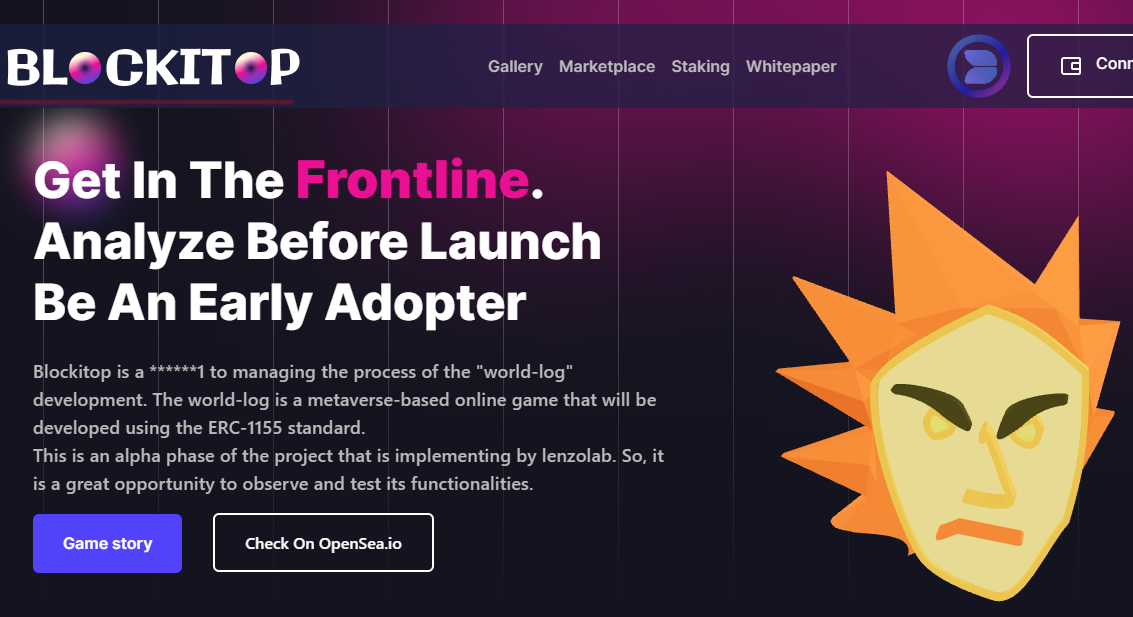 BLOCKITOP
Gallery Marketplace Staking Whitepaper
Conn
Get In The Frontline.
Analyze Before Launch
Be An Early Adopter
Blockitop is a ******1 to managing the process of the "world-log"
development. The world-log is a metaverse-based online game that will be
developed using the ERC-1155 standard.
This is an alpha phase of the project that is implementing by lenzolab. So, it
is a great opportunity to observe and test its functionalities.
Game story
Check On OpenSea.io